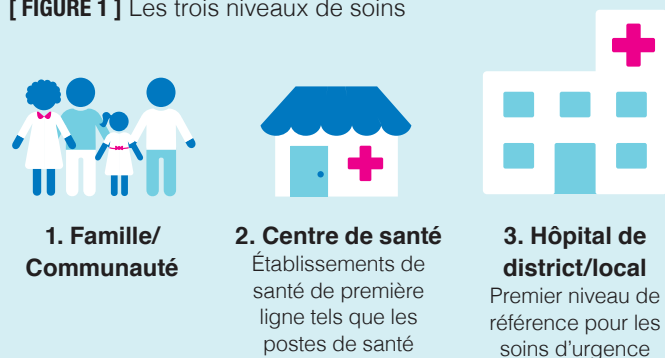 [ FIGURE 1 ] Les trois niveaux de soins
1. Famille/
Communauté
2. Centre de santé
Établissements de
santé de première
ligne tels que les
postes de santé
3. Hôpital de
district/local
Premier niveau de
référence pour les
soins d'urgence